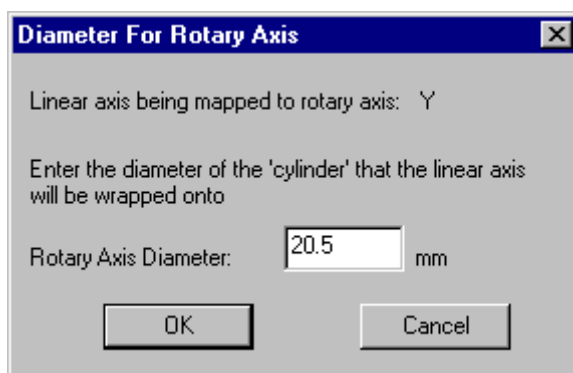 Diameter For Rotary Axis
Linear axis being mapped to rotary axis: Y
Enter the diameter of the 'cylinder' that the linear axis
will be wrapped onto
Rotary Axis Diameter: 20.5 mm
OK Cancel